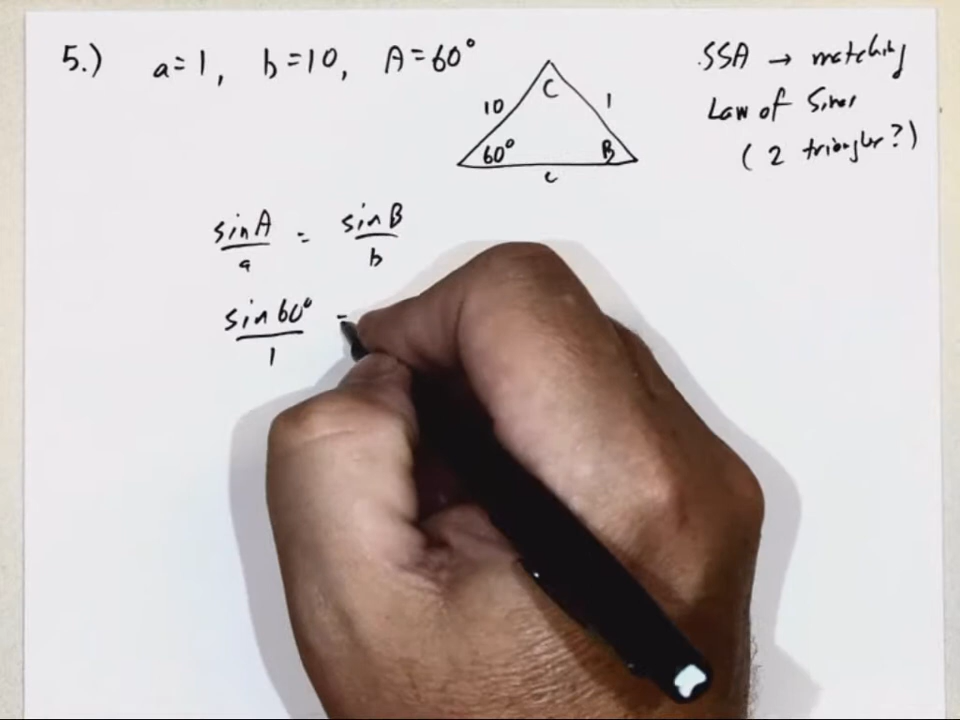 5.) a=1, b=10, A=60°
SSA → matching
Law of Sines
(2 triangles?)
C
10 1
60° B
c
sinA/a = sinB/b
sin60°/1 =